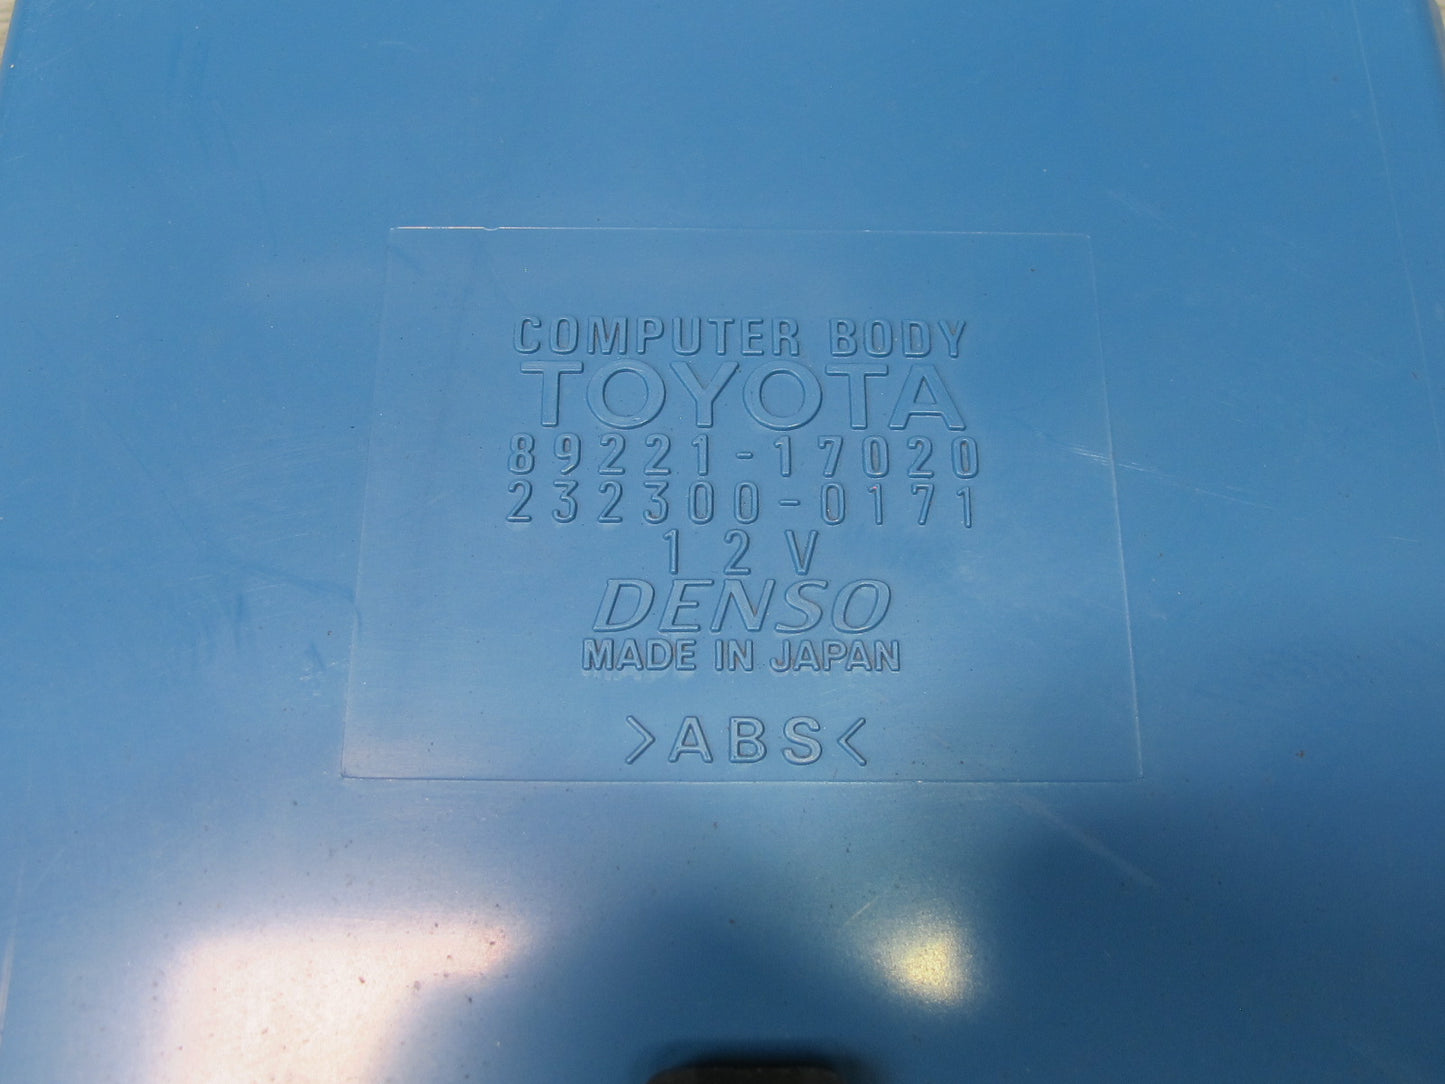 COMPUTER BODY
TOYOTA
89221-17020
232300-0171
12V
DENSO
MADE IN JAPAN
>ABS<